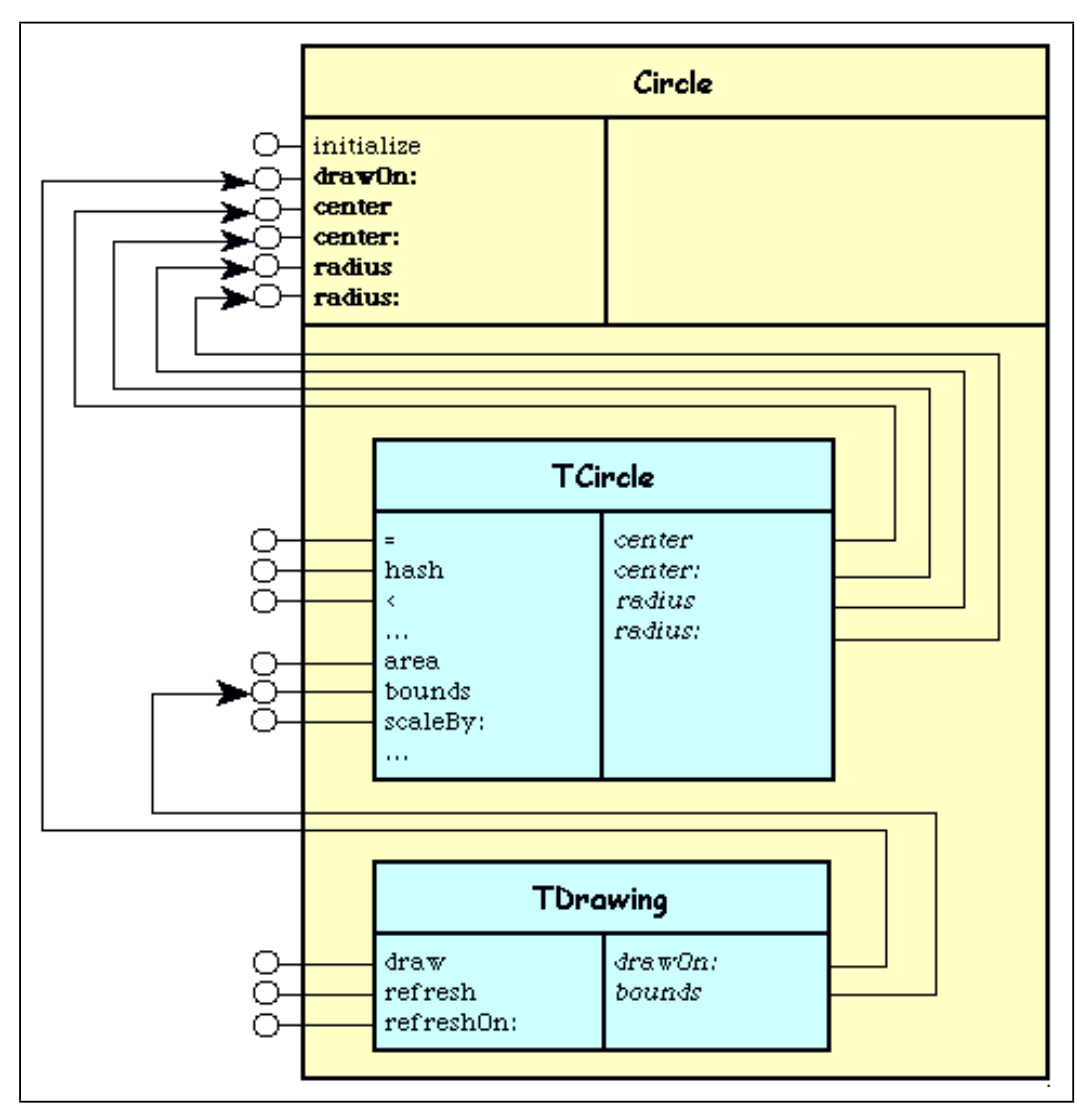 Circle
initialize
drawOn:
center
center:
radius
radius:
TCircle
=
hash
<
...
area
bounds
scaleBy:
...
center
center:
radius
radius:
TDrawing
draw
refresh
refreshOn:
drawOn:
bounds